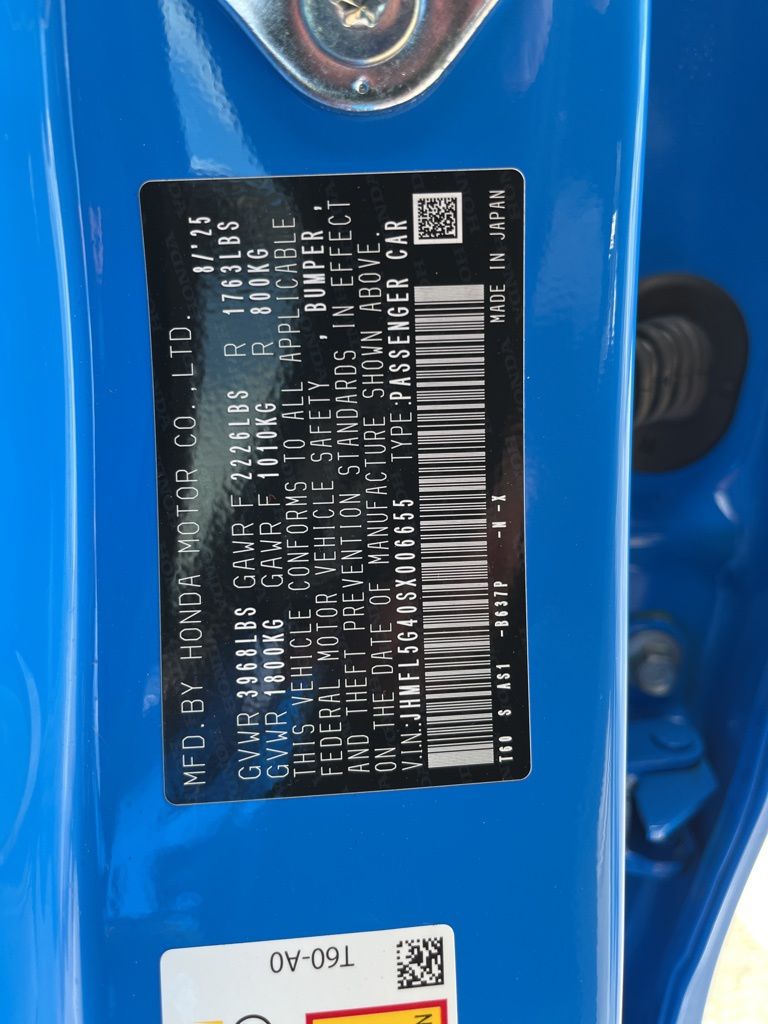 MFD. BY HONDA MOTOR CO., LTD. 8/'25
GVWR 3968LBS GAWR F 2226LBS R 1763LBS
GVWR 1800KG GAWR F 1010KG R 800KG
THIS VEHICLE CONFORMS TO ALL APPLICABLE
FEDERAL MOTOR VEHICLE SAFETY , BUMPER ,
AND THEFT PREVENTION STANDARDS IN EFFECT
ON THE DATE OF MANUFACTURE SHOWN ABOVE.
V.I.N:JHMFL5G40SX006655 TYPE:PASSENGER CAR
T60 S AS1 -B637P -N -X MADE IN JAPAN
T60-A0